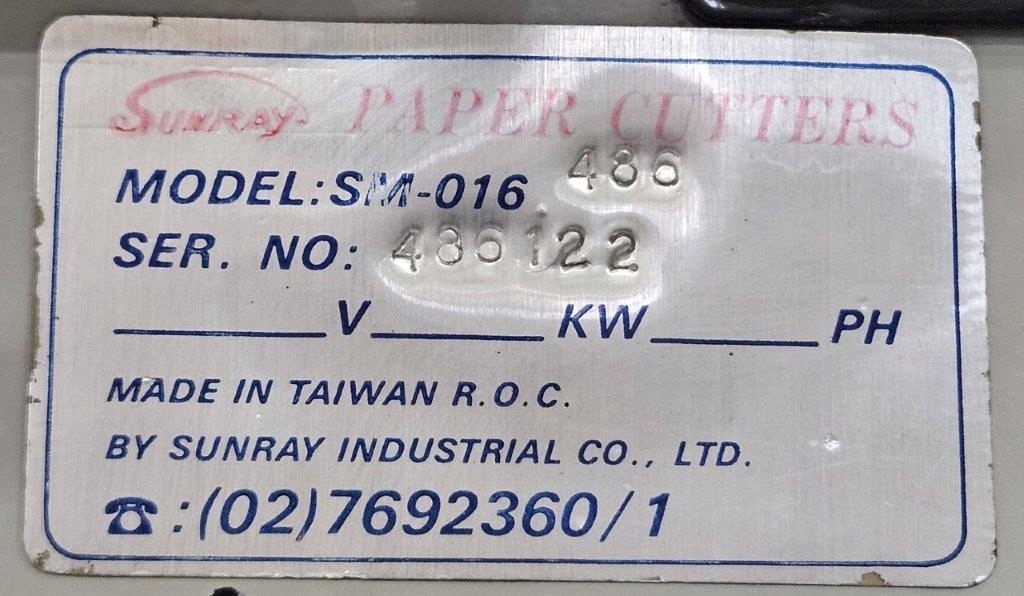 SUNRAY PAPER CUTTERS
MODEL: SM-016 486
SER. NO: 486122
V KW PH
MADE IN TAIWAN R.O.C.
BY SUNRAY INDUSTRIAL CO., LTD.
☎:(02)7692360/1